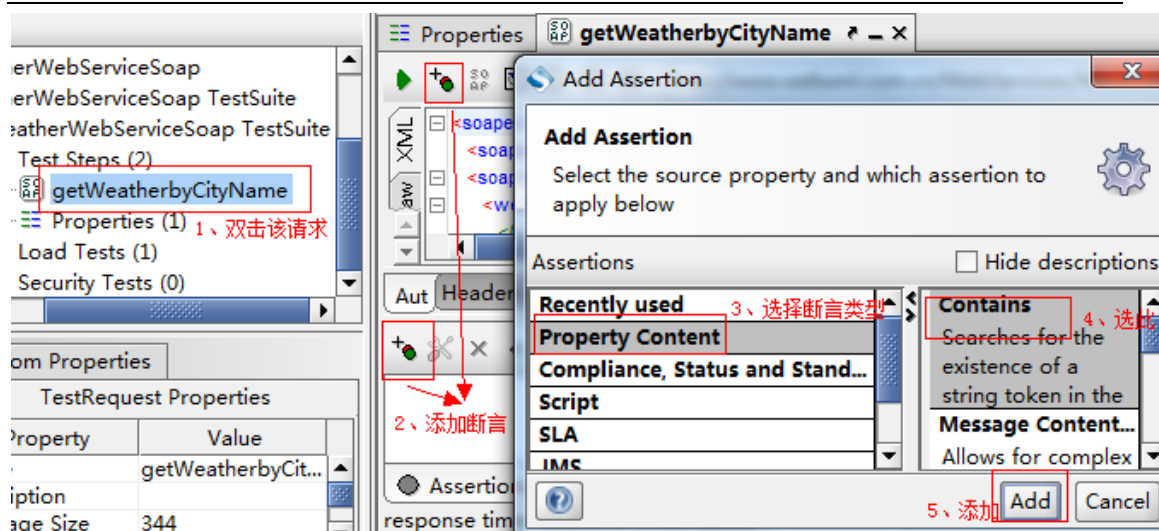 erWebServiceSoap
erWebServiceSoap TestSuite
eatherWebServiceSoap TestSuite
Test Steps (2)
getWeatherbyCityName
Properties (1)
1、双击该请求
Load Tests (1)
Security Tests (0)
om Properties
TestRequest Properties
Property Value
getWeatherbyCit...
iption
age Size 344
Properties
getWeatherbyCityName
XML
aw
<soape
<soap
<soap
<we
Aut
Header
2、添加断言
Assertion
response tim
Add Assertion
Add Assertion
Select the source property and which assertion to
apply below
Assertions
Hide descriptions
Recently used
3、选择断言类型
Property Content
Compliance, Status and Stand...
Script
SLA
JMS
Contains
4、选此
Searches for the
existence of a
string token in the
Message Content...
Allows for complex
5、添加
Add
Cancel